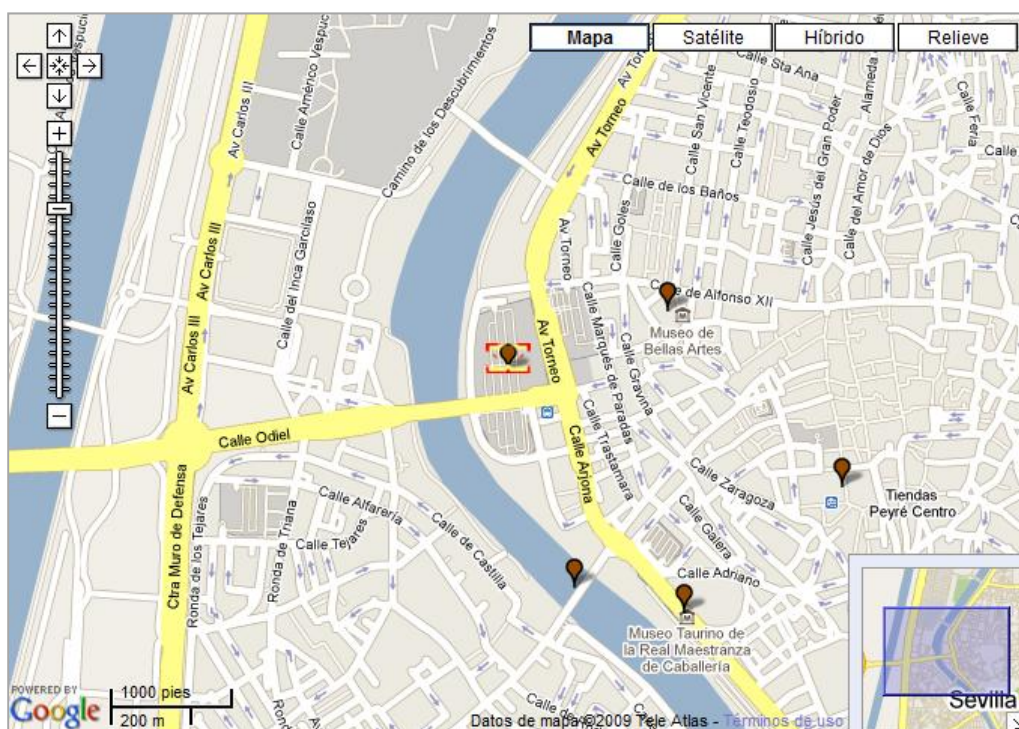 Mapa
Satélite
Híbrido
Relieve
Av Carlos III
Calle Américo Vespuc
Camino de los Descubrimientos
Av Torneo
Av Torneo
Calle Sta Ana
Calle San Vicente
Calle Teodosio
Calle Jesús del Gran Poder
Alameda
Calle del Amor de Dios
Calle Feria
Calle de los Baños
Calle Goles
Av Torneo
Av Carlos III
Calle del Inca Garcilaso
Av Carlos III
de Alfonso XII
Museo de
Bellas Artes
Av Torneo
Calle Marqués de Paradas
Calle Gravina
Calle Odiel
Calle Trastamara
Calle Arjona
Calle Zaragoza
Tiendas
Peyré Centro
Calle Galera
Calle Adriano
Ctra Muro de Defensa
Ronda de los Tejares
Ronda de Triana
Calle Alfarería
Calle Tejares
Calle de Castilla
Museo Taurino de
la Real Maestranza
de Caballería
Sevilla
POWERED BY
Google
1000 pies
200 m
Datos de mapa ©2009 Tele Atlas - Términos de uso